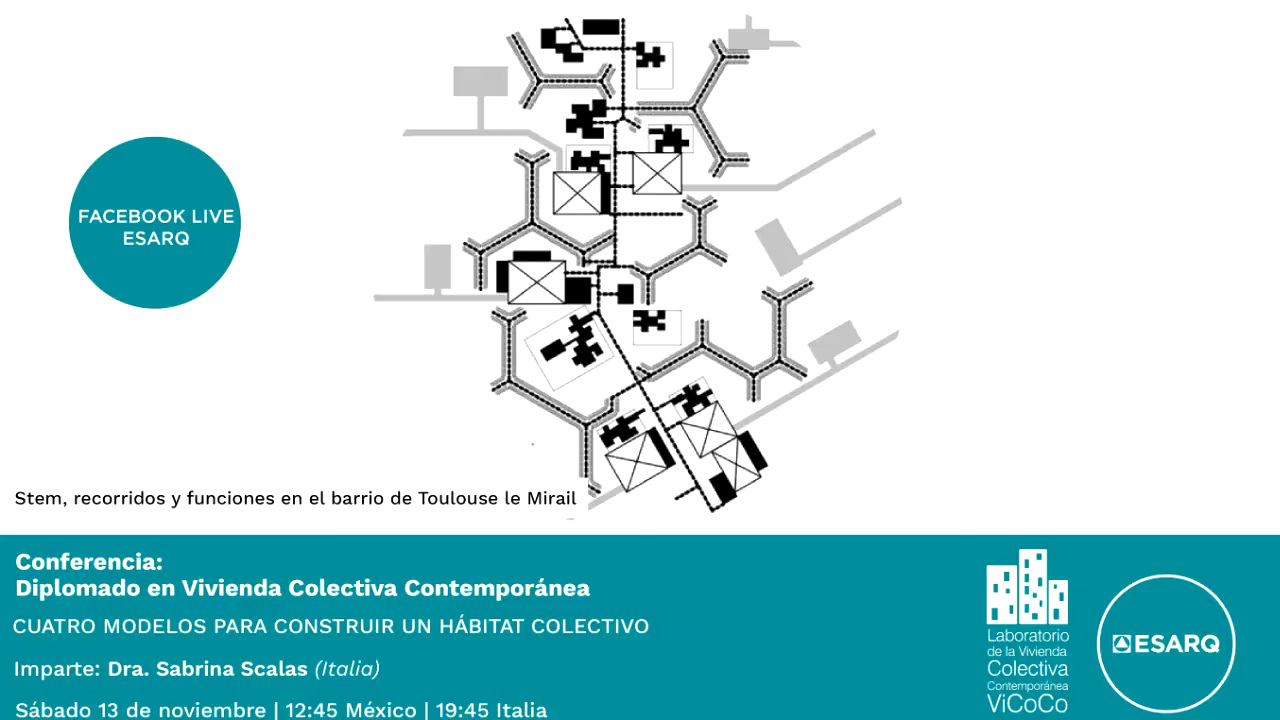 FACEBOOK LIVE
ESARQ
Stem, recorridos y funciones en el barrio de Toulouse le Mirail
Conferencia:
Diplomado en Vivienda Colectiva Contemporánea
CUATRO MODELOS PARA CONSTRUIR UN HÁBITAT COLECTIVO
Imparte: Dra. Sabrina Scalas (Italia)
Sábado 13 de noviembre | 12:45 México | 19:45 Italia
Laboratorio
de la Vivienda
Colectiva
Contemporánea
ViCoCo
ESARQ